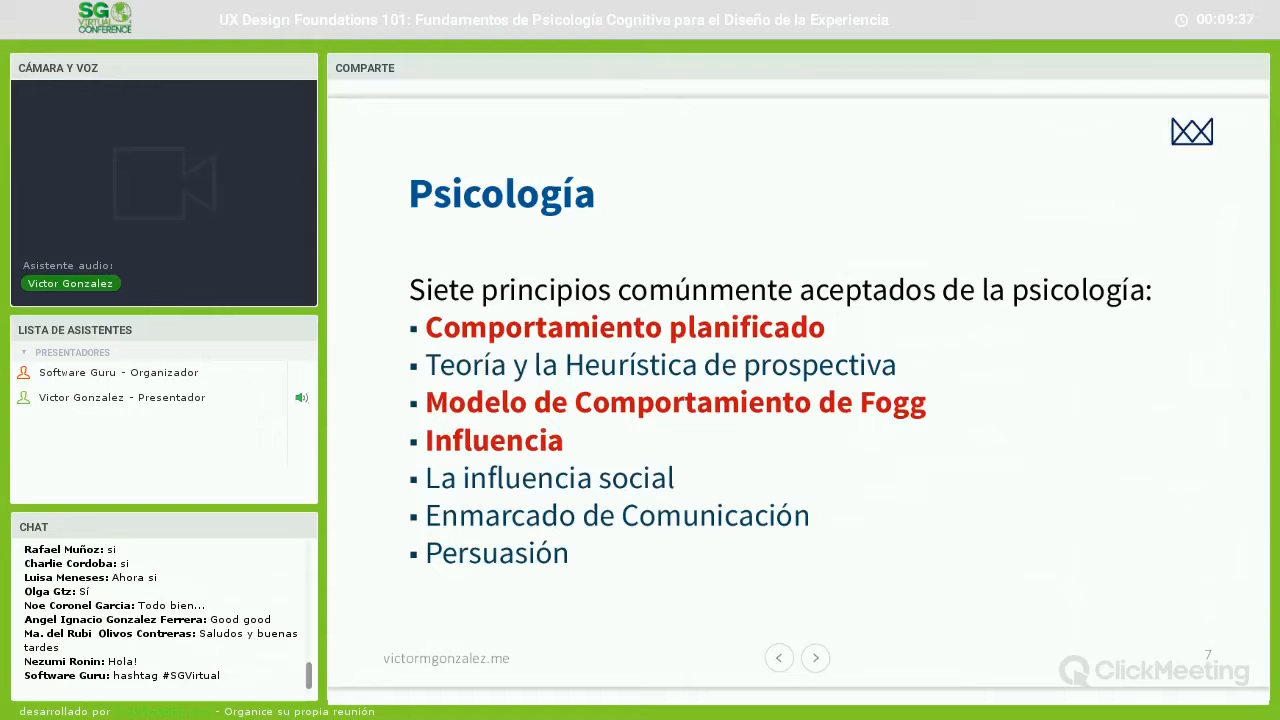 SG
VIRTUAL
CONFERENCE
UX Design Foundations 101: Fundamentos de Psicología Cognitiva para el Diseño de la Experiencia
00:09:37
CÁMARA Y VOZ
Asistente audio:
Victor Gonzalez
LISTA DE ASISTENTES
PRESENTADORES
Software Guru - Organizador
Victor Gonzalez - Presentador
CHAT
Rafael Muñoz: si
Charlie Cordoba: si
Luisa Meneses: Ahora si
Olga Gtz: Sí
Noe Coronel Garcia: Todo bien...
Angel Ignacio Gonzalez Ferrera: Good good
Ma. del Rubi Olivos Contreras: Saludos y buenas
tardes
Nezumi Ronin: Hola!
Software Guru: hashtag #SGVirtual
desarrollado por - Organice su propia reunión
COMPARTE
Psicología
Siete principios comúnmente aceptados de la psicología:
▪ Comportamiento planificado
▪ Teoría y la Heurística de prospectiva
▪ Modelo de Comportamiento de Fogg
▪ Influencia
▪ La influencia social
▪ Enmarcado de Comunicación
▪ Persuasión
victormgonzalez.me
7
ClickMeeting